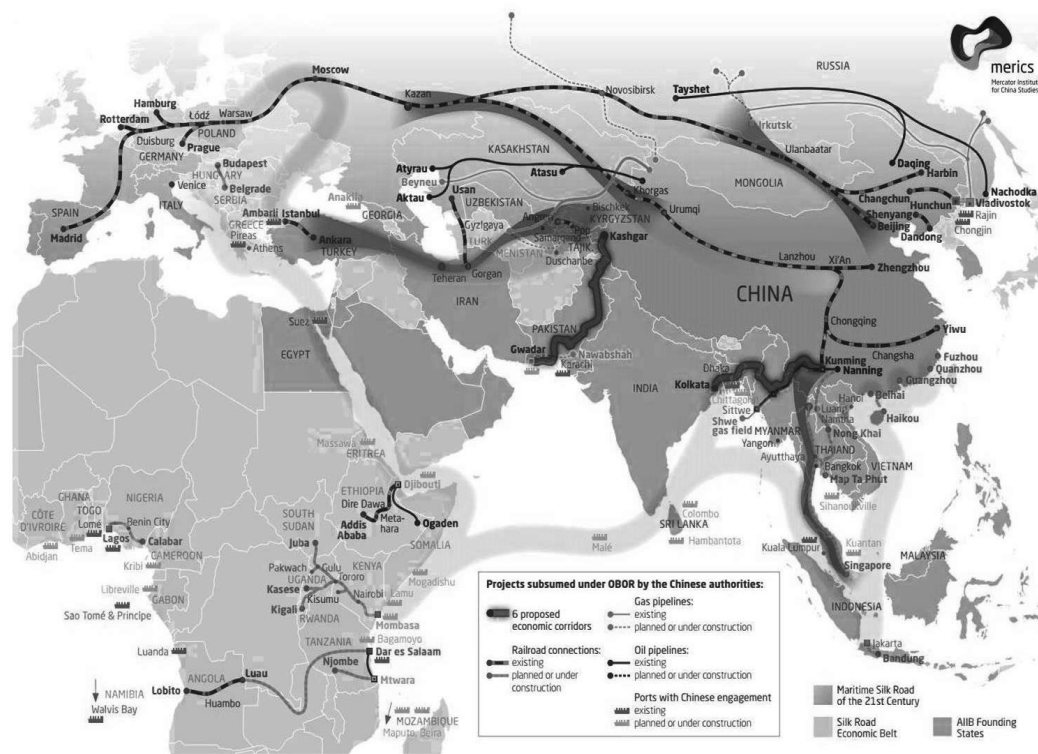 merics
Mercator Institute
for China Studies
RUSSIA
Moscow
Kazan
Novosibirsk
Tayshet
Irkutsk
Hamburg
Rotterdam
Łódź
Warsaw
POLAND
Duisburg
GERMANY
Prague
Budapest
HUNGARY
Venice
Belgrade
SERBIA
ITALY
SPAIN
Madrid
KASAKHSTAN
Atyrau
Beyneu
Aktau
Atasu
Usan
UZBEKISTAN
Gyzlgaya
Khorgas
Bischkek
KYRGYZSTAN
Urumqi
Ulanbaatar
MONGOLIA
Daqing
Harbin
Changchun
Hunchun
Nachodka
Vladivostok
Shenyang
Rajin
Chongjin
Beijing
Dandong
Anaklia
GEORGIA
Ambarli
Istanbul
GREECE
Pireas
Athens
Ankara
TURKEY
Angren
Pop
Samarqand
TAJIK.
Duschanbe
Kashgar
Teheran
Gorgan
IRAN
Lanzhou
Xi'An
Zhengzhou
CHINA
Suez
EGYPT
PAKISTAN
Gwadar
Nawabshah
Karachi
INDIA
Chongqing
Yiwu
Changsha
Kunming
Nanning
Fuzhou
Quanzhou
Guangzhou
Beihai
Haikou
Dhaka
Kolkata
Chittagong
Sittwe
Shwe
gas field
MYANMAR
Yangon
Hanoi
Luang
Namtha
Nong Khai
THAILAND
Ayutthaya
Bangkok
VIETNAM
Map Ta Phut
Sihanoukville
Massawa
ERITREA
ETHIOPIA
Djibouti
Dire Dawa
Addis
Ababa
Meta-
hara
Ogaden
SOMALIA
SOUTH
SUDAN
Juba
GHANA
NIGERIA
TOGO
CÔTE
D'IVROIRE
Lomé
Benin City
Abidjan
Tema
Lagos
Calabar
CAMEROON
Kribi
Libreville
GABON
Sao Tomé & Principe
Pakwach
Gulu
UGANDA
Tororo
KENYA
Kasese
Kisumu
Nairobi
Lamu
Mogadishu
Kigali
RWANDA
Mombasa
TANZANIA
Bagamoyo
Dar es Salaam
Njombe
Mtwara
Luanda
ANGOLA
Luau
Lobito
Huambo
NAMIBIA
Walvis Bay
MOZAMBIQUE
Maputo, Beira
Malé
Colombo
SRI LANKA
Hambantota
Kuala Lumpur
Kuantan
MALAYSIA
Singapore
INDONESIA
Jakarta
Bandung
Projects subsumed under OBOR by the Chinese authorities:
6 proposed
economic corridors
Gas pipelines:
existing
planned or under construction
Railroad connections:
existing
planned or under
construction
Oil pipelines:
existing
planned or under construction
Ports with Chinese engagement
existing
planned or under construction
Maritime Silk Road
of the 21st Century
Silk Road
Economic Belt
AIIB Founding
States